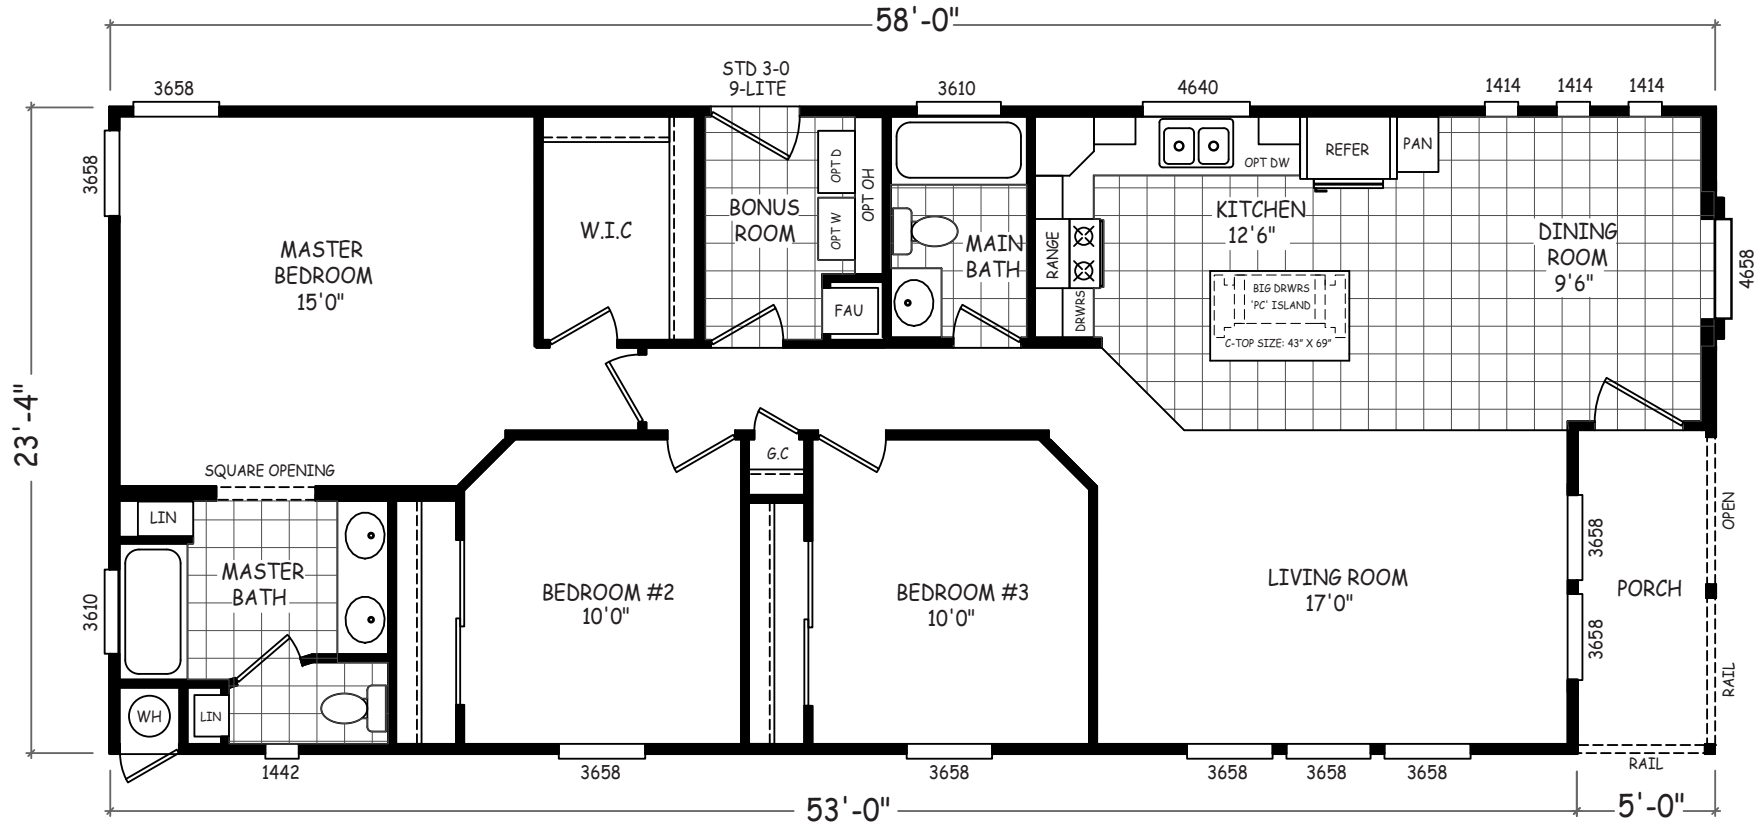 58'-0"
STD 3-0
9-LITE
3658
3610
4640
1414
1414
1414
3658
MASTER
BEDROOM
15'0"
W.I.C
BONUS
ROOM
OPT D
OPT W
OPT OH
FAU
MAIN
BATH
RANGE
DRWRS
OPT DW
REFER
PAN
KITCHEN
12'6"
BIG DRWRS
'PC' ISLAND
C-TOP SIZE: 43" X 69"
DINING
ROOM
9'6"
4658
23'-4"
SQUARE OPENING
G.C
LIN
MASTER
BATH
3610
WH
LIN
BEDROOM #2
10'0"
BEDROOM #3
10'0"
LIVING ROOM
17'0"
3658
3658
PORCH
OPEN
RAIL
RAIL
1442
3658
3658
3658
3658
3658
53'-0"
5'-0"